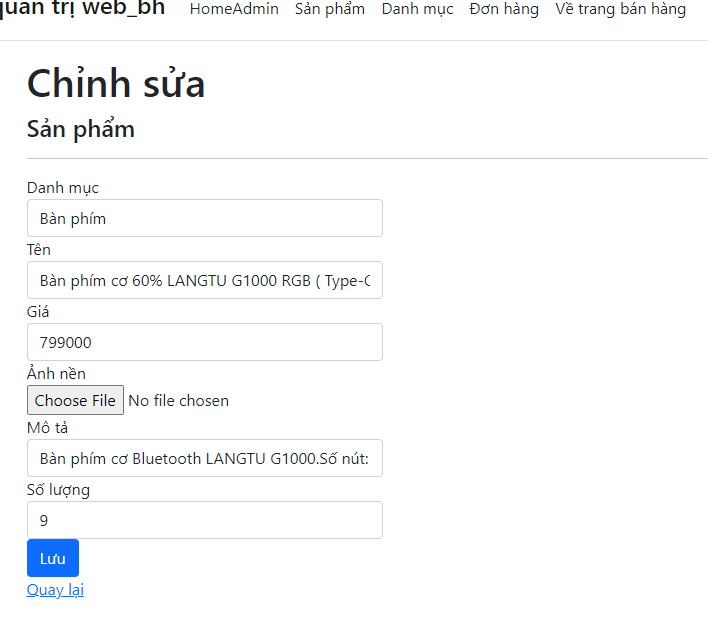 quản trị web_bh HomeAdmin Sản phẩm Danh mục Đơn hàng Về trang bán hàng
Chỉnh sửa
Sản phẩm
Danh mục
Bàn phím
Tên
Bàn phím cơ 60% LANGTU G1000 RGB ( Type-C
Giá
799000
Ảnh nền
Choose File No file chosen
Mô tả
Bàn phím cơ Bluetooth LANGTU G1000.Số nút:
Số lượng
9
Lưu
Quay lại